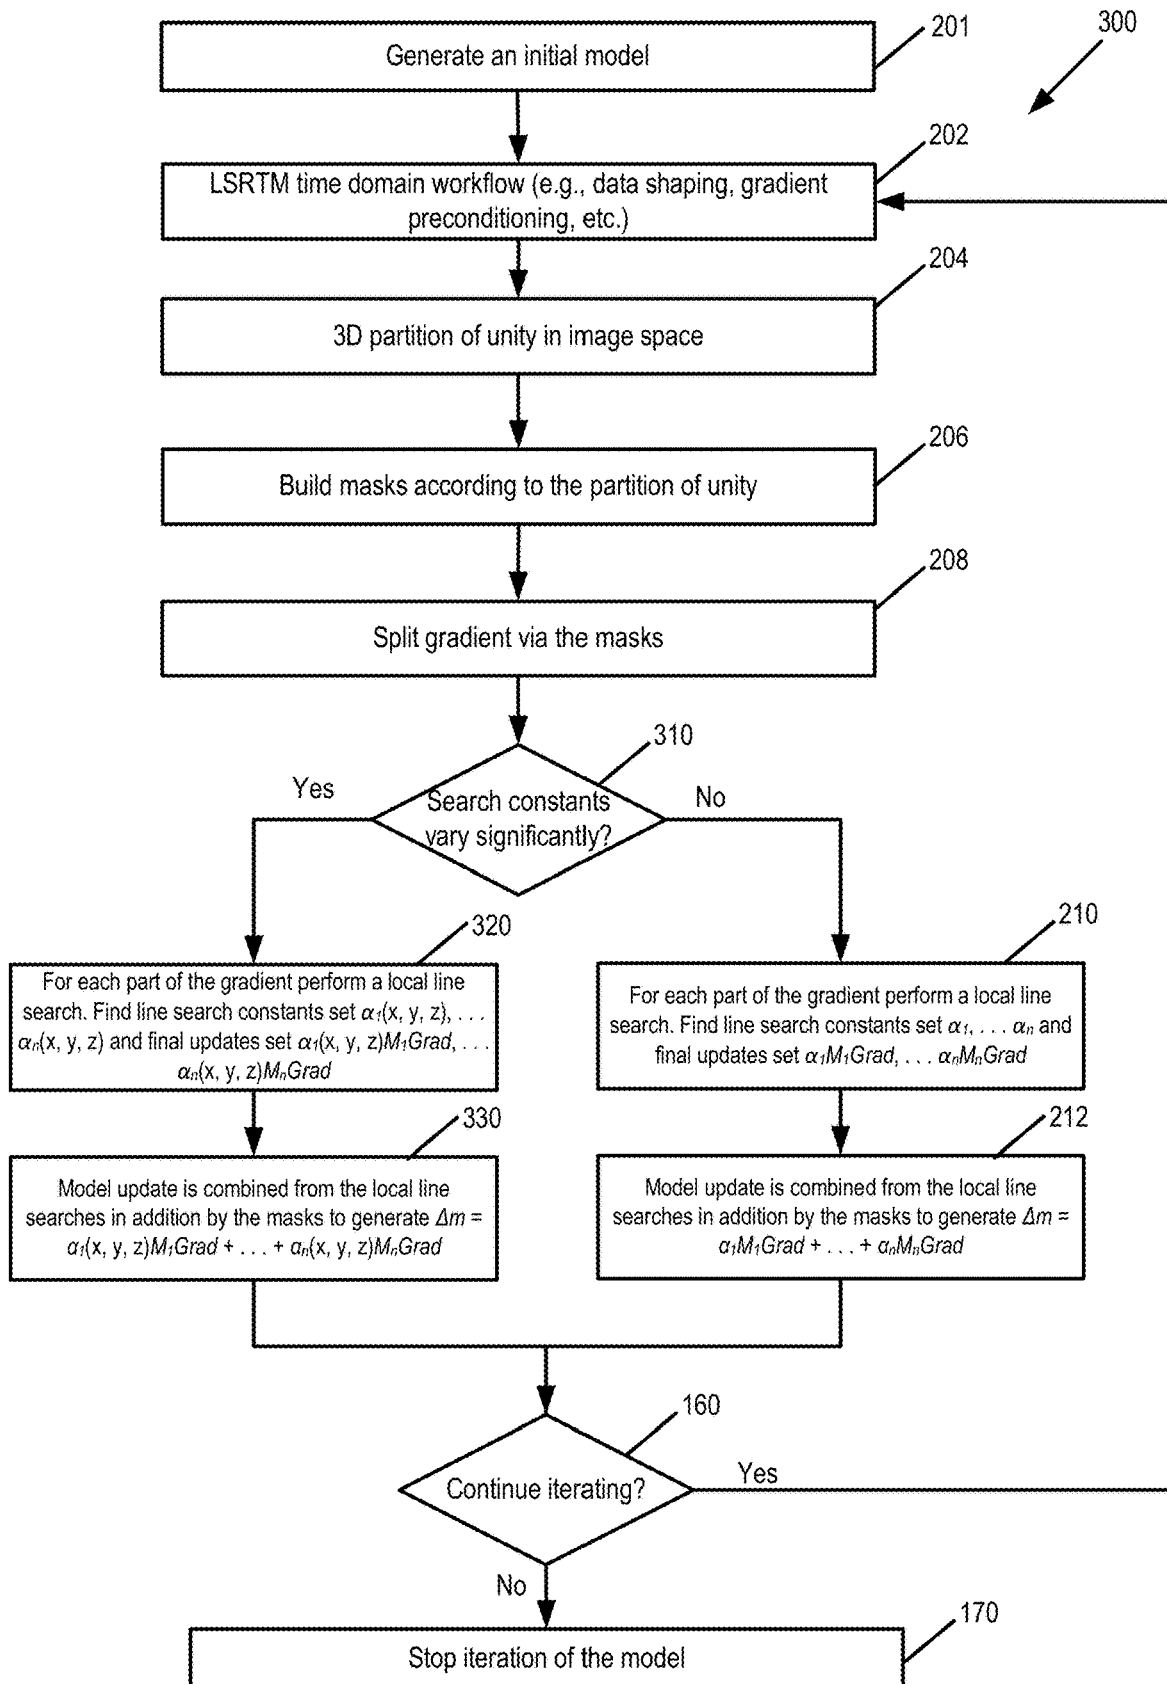 201
300
Generate an initial model
202
LSRTM time domain workflow (e.g., data shaping, gradient
preconditioning, etc.)
204
3D partition of unity in image space
206
Build masks according to the partition of unity
208
Split gradient via the masks
310
Yes
No
Search constants
vary significantly?
320
For each part of the gradient perform a local line
search. Find line search constants set α₁(x, y, z), . . .
αₙ(x, y, z) and final updates set α₁(x, y, z)M₁Grad, . . .
αₙ(x, y, z)MₙGrad
210
For each part of the gradient perform a local line
search. Find line search constants set α₁, . . . αₙ and
final updates set α₁M₁Grad, . . . αₙMₙGrad
330
Model update is combined from the local line
searches in addition by the masks to generate Δm =
α₁(x, y, z)M₁Grad + . . . + αₙ(x, y, z)MₙGrad
212
Model update is combined from the local line
searches in addition by the masks to generate Δm =
α₁M₁Grad + . . . + αₙMₙGrad
160
Continue iterating?
Yes
No
170
Stop iteration of the model